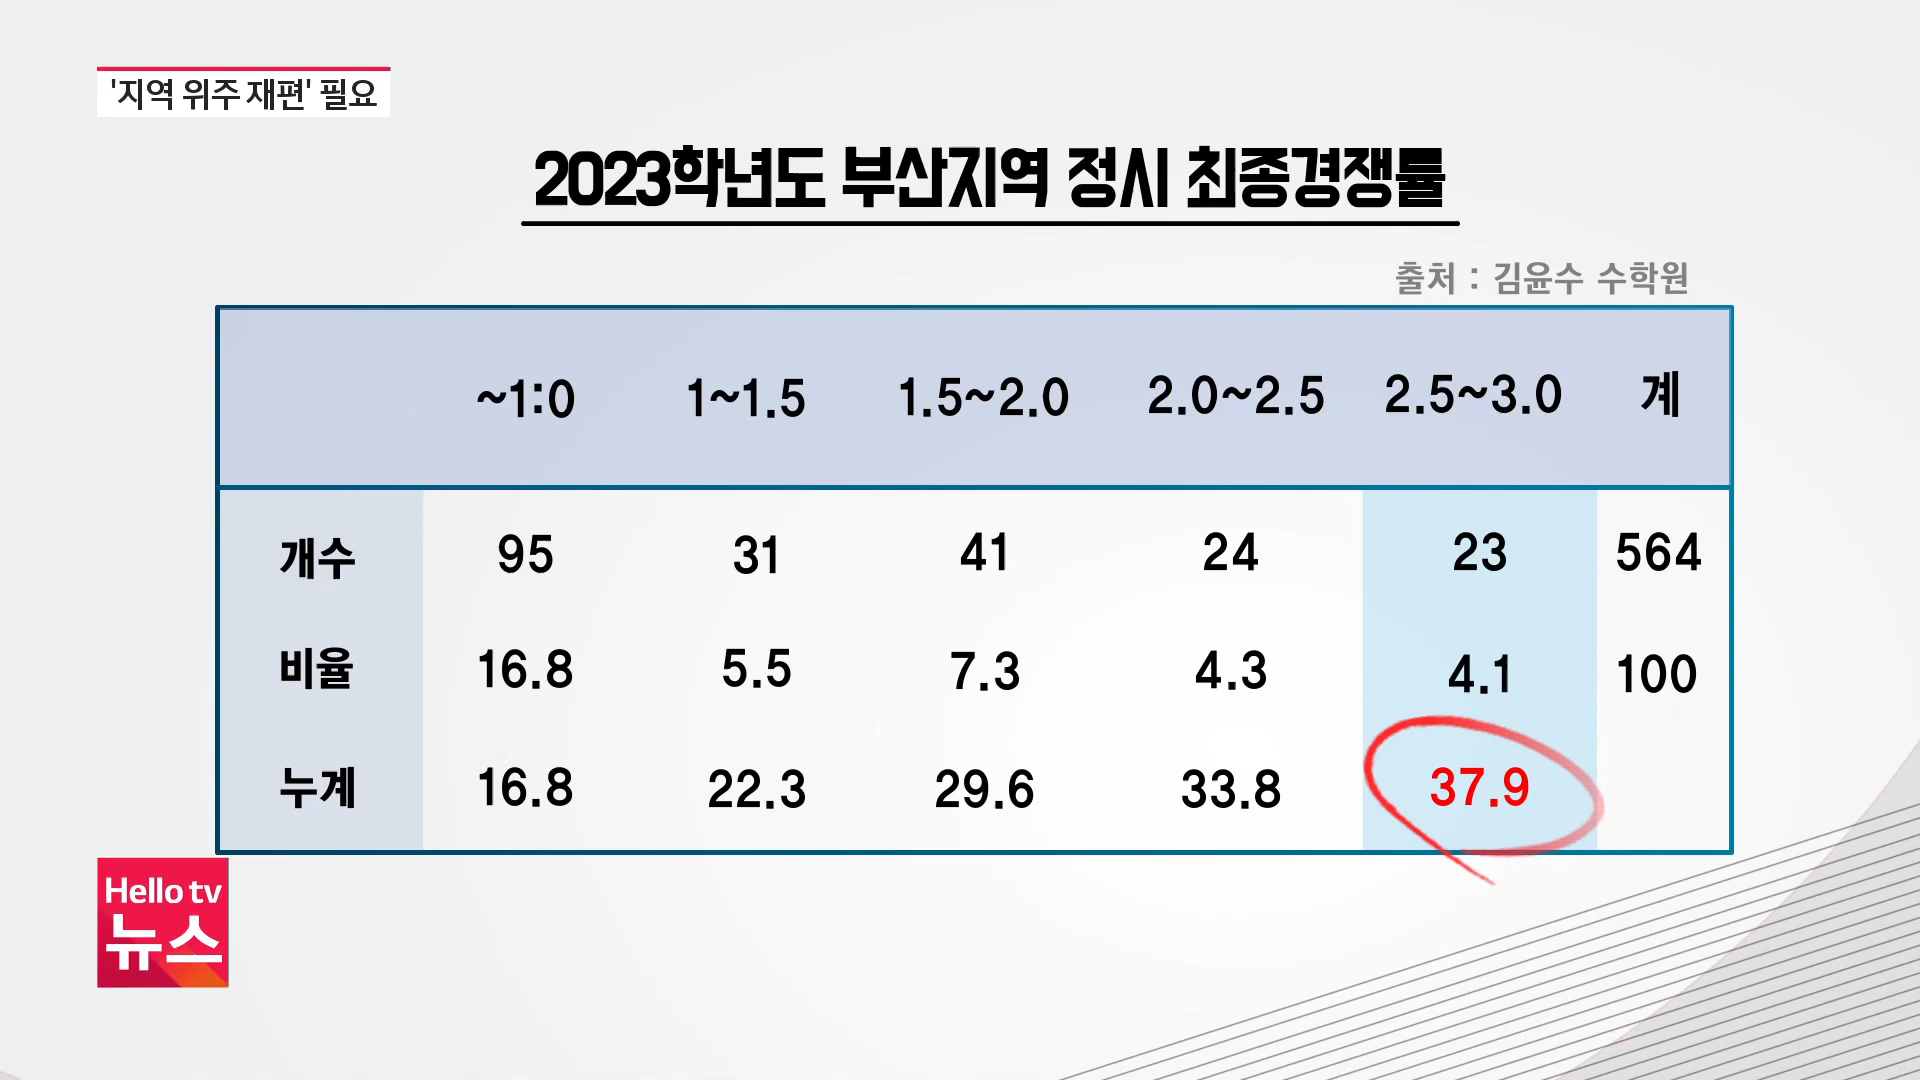 '지역 위주 재편' 필요
2023학년도 부산지역 정시 최종경쟁률
출처 : 김윤수 수학원
~1:0 1~1.5 1.5~2.0 2.0~2.5 2.5~3.0 계
개수 95 31 41 24 23 564
비율 16.8 5.5 7.3 4.3 4.1 100
누계 16.8 22.3 29.6 33.8 37.9
Hello tv
뉴스